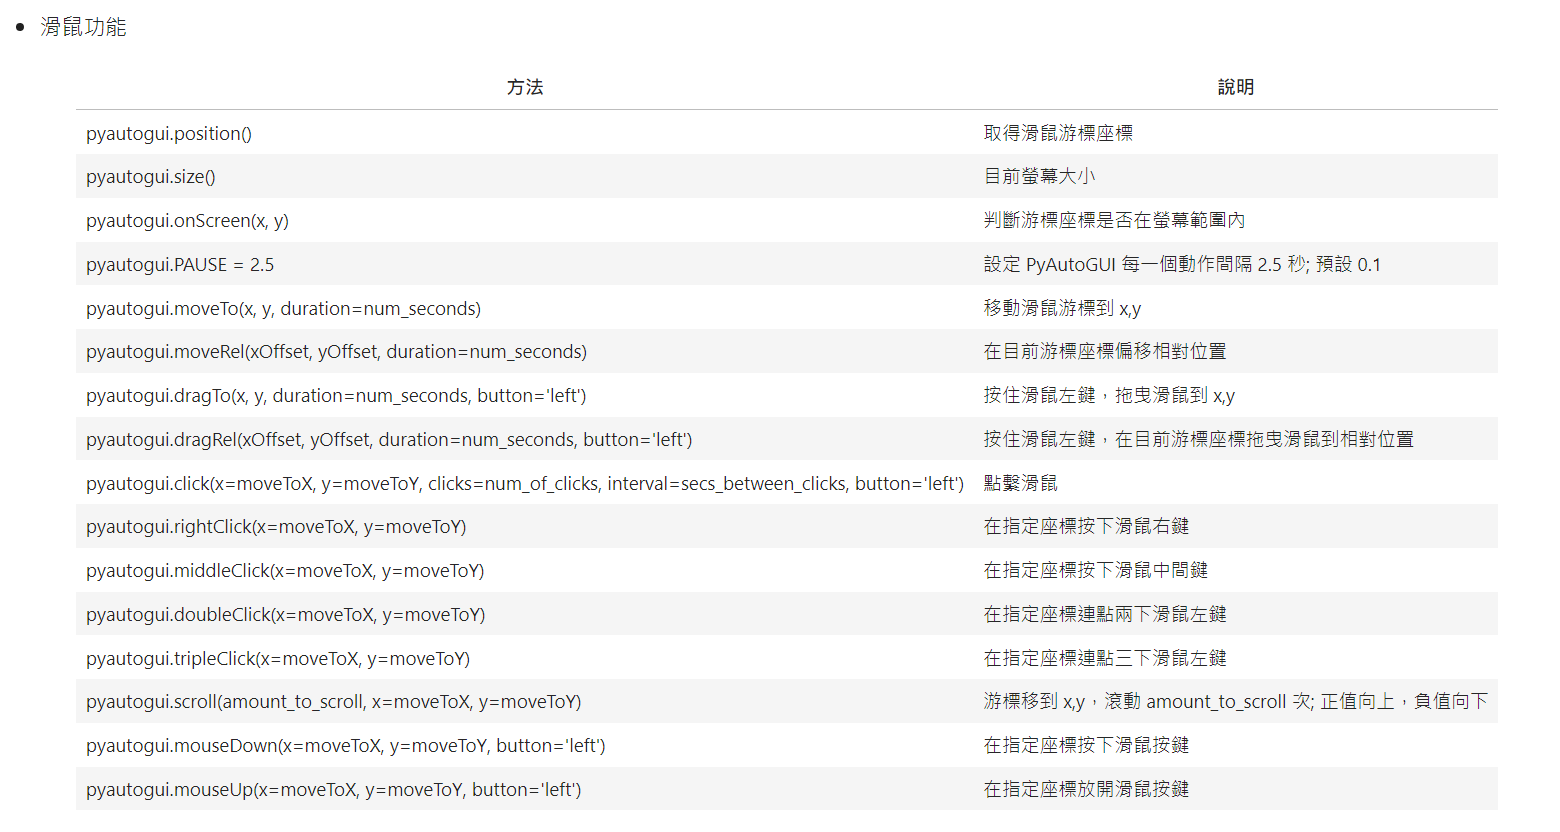 滑鼠功能
方法 說明
pyautogui.position() 取得滑鼠游標座標
pyautogui.size() 目前螢幕大小
pyautogui.onScreen(x, y) 判斷游標座標是否在螢幕範圍內
pyautogui.PAUSE = 2.5 設定 PyAutoGUI 每一個動作間隔 2.5 秒; 預設 0.1
pyautogui.moveTo(x, y, duration=num_seconds) 移動滑鼠游標到 x,y
pyautogui.moveRel(xOffset, yOffset, duration=num_seconds) 在目前游標座標偏移相對位置
pyautogui.dragTo(x, y, duration=num_seconds, button='left') 按住滑鼠左鍵，拖曳滑鼠到 x,y
pyautogui.dragRel(xOffset, yOffset, duration=num_seconds, button='left') 按住滑鼠左鍵，在目前游標座標拖曳滑鼠到相對位置
pyautogui.click(x=moveToX, y=moveToY, clicks=num_of_clicks, interval=secs_between_clicks, button='left') 點繫滑鼠
pyautogui.rightClick(x=moveToX, y=moveToY) 在指定座標按下滑鼠右鍵
pyautogui.middleClick(x=moveToX, y=moveToY) 在指定座標按下滑鼠中間鍵
pyautogui.doubleClick(x=moveToX, y=moveToY) 在指定座標連點兩下滑鼠左鍵
pyautogui.tripleClick(x=moveToX, y=moveToY) 在指定座標連點三下滑鼠左鍵
pyautogui.scroll(amount_to_scroll, x=moveToX, y=moveToY) 游標移到 x,y，滾動 amount_to_scroll 次; 正值向上，負值向下
pyautogui.mouseDown(x=moveToX, y=moveToY, button='left') 在指定座標按下滑鼠按鍵
pyautogui.mouseUp(x=moveToX, y=moveToY, button='left') 在指定座標放開滑鼠按鍵